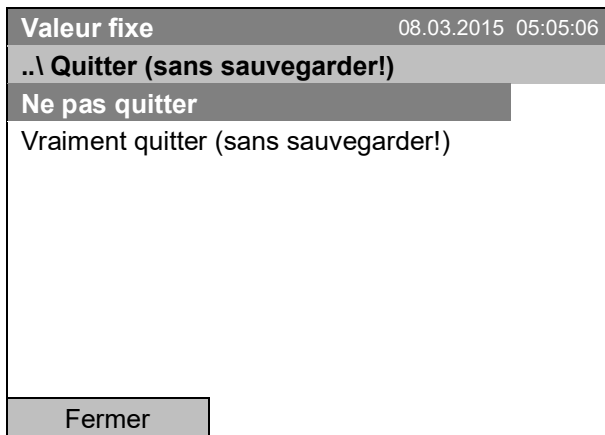 Valeur fixe 08.03.2015 05:05:06
..\ Quitter (sans sauvegarder!)
Ne pas quitter
Vraiment quitter (sans sauvegarder!)
Fermer